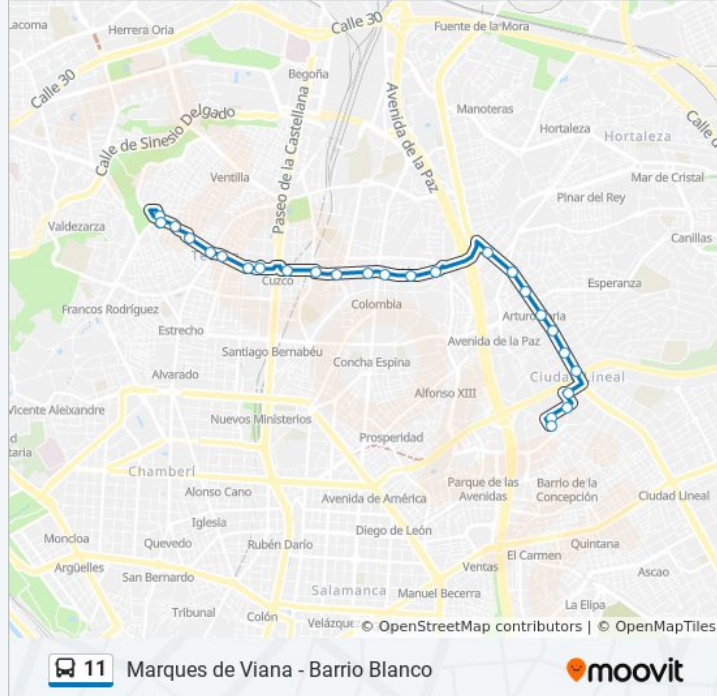 Lacoma
Herrera Oria
Calle 30
Fuente de la Mora
Begoña
Calle 30
Avenida de la Paz
Manoteras
Calle de Sinesio Delgado
Paseo de la Castellana
Hortaleza
Hortaleza
Ventilla
Mar de Cristal
Pinar del Rey
Valdezarza
Canillas
Cuzco
Esperanza
Francos Rodríguez
Colombia
Estrecho
Avenida de la Paz
Santiago Bernabéu
Concha Espina
Alvarado
Ciudad Lineal
Alfonso XIII
Vicente Aleixandre
Nuevos Ministerios
Prosperidad
Chamberí
Alonso Cano
Avenida de América
Parque de las
Avenidas
Barrio de la
Concepción
Ciudad Lineal
Iglesia
Diego de León
Moncloa
Quevedo
Rubén Darío
Quintana
El Carmen
Argüelles
San Bernardo
Ventas
Ascao
Salamanca
Manuel Becerra
La Elipa
Tribunal
Colón
Velázquez
© OpenStreetMap contributors | © OpenMapTiles
11 Marques de Viana - Barrio Blanco
moovit